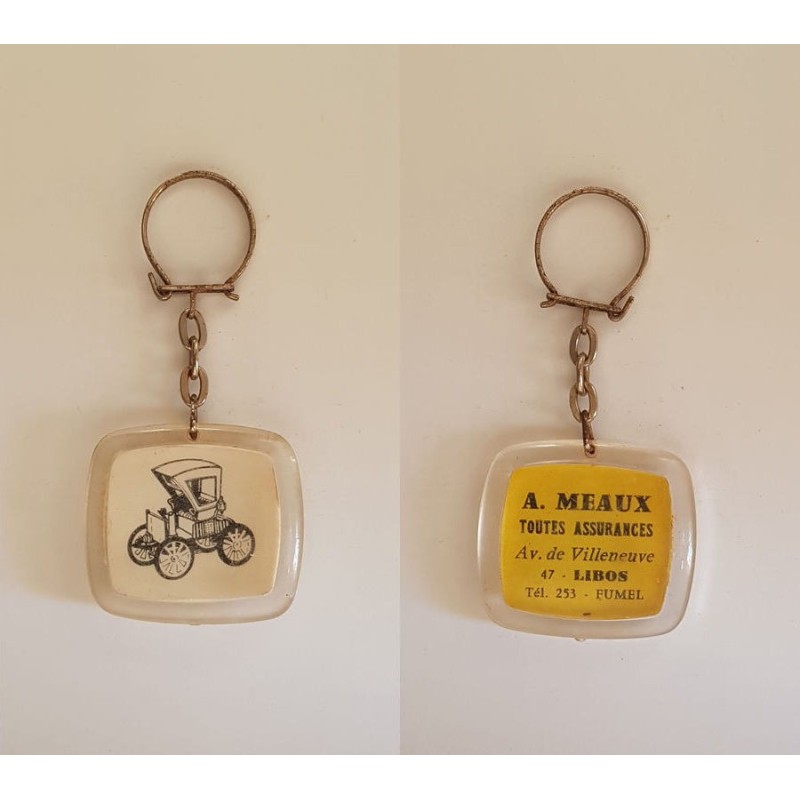 A. MEAUX
TOUTES ASSURANCES
Av. de Villeneuve
47 - LIBOS
Tél. 253 - FUMEL